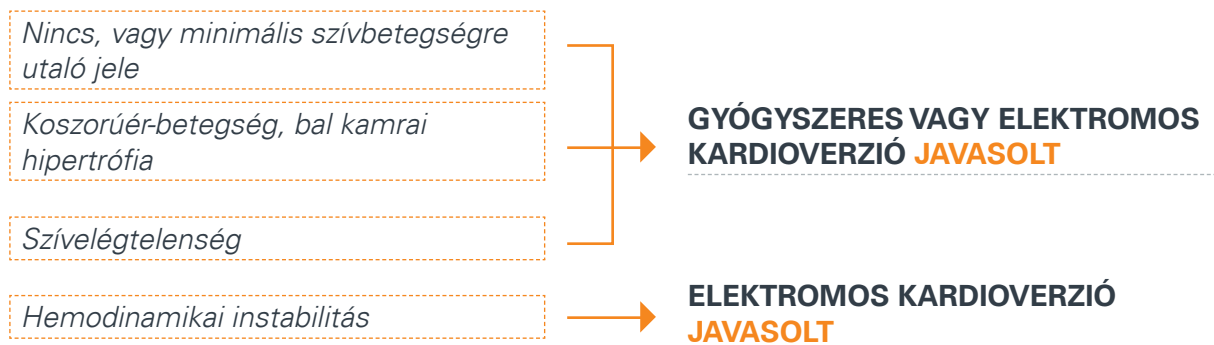 Nincs, vagy minimális szívbetegségre
utaló jele
Koszorúér-betegség, bal kamrai
hipertrófia
Szívelégtelenség
GYÓGYSZERES VAGY ELEKTROMOS
KARDIOVERZIÓ JAVASOLT
Hemodinamikai instabilitás
ELEKTROMOS KARDIOVERZIÓ
JAVASOLT